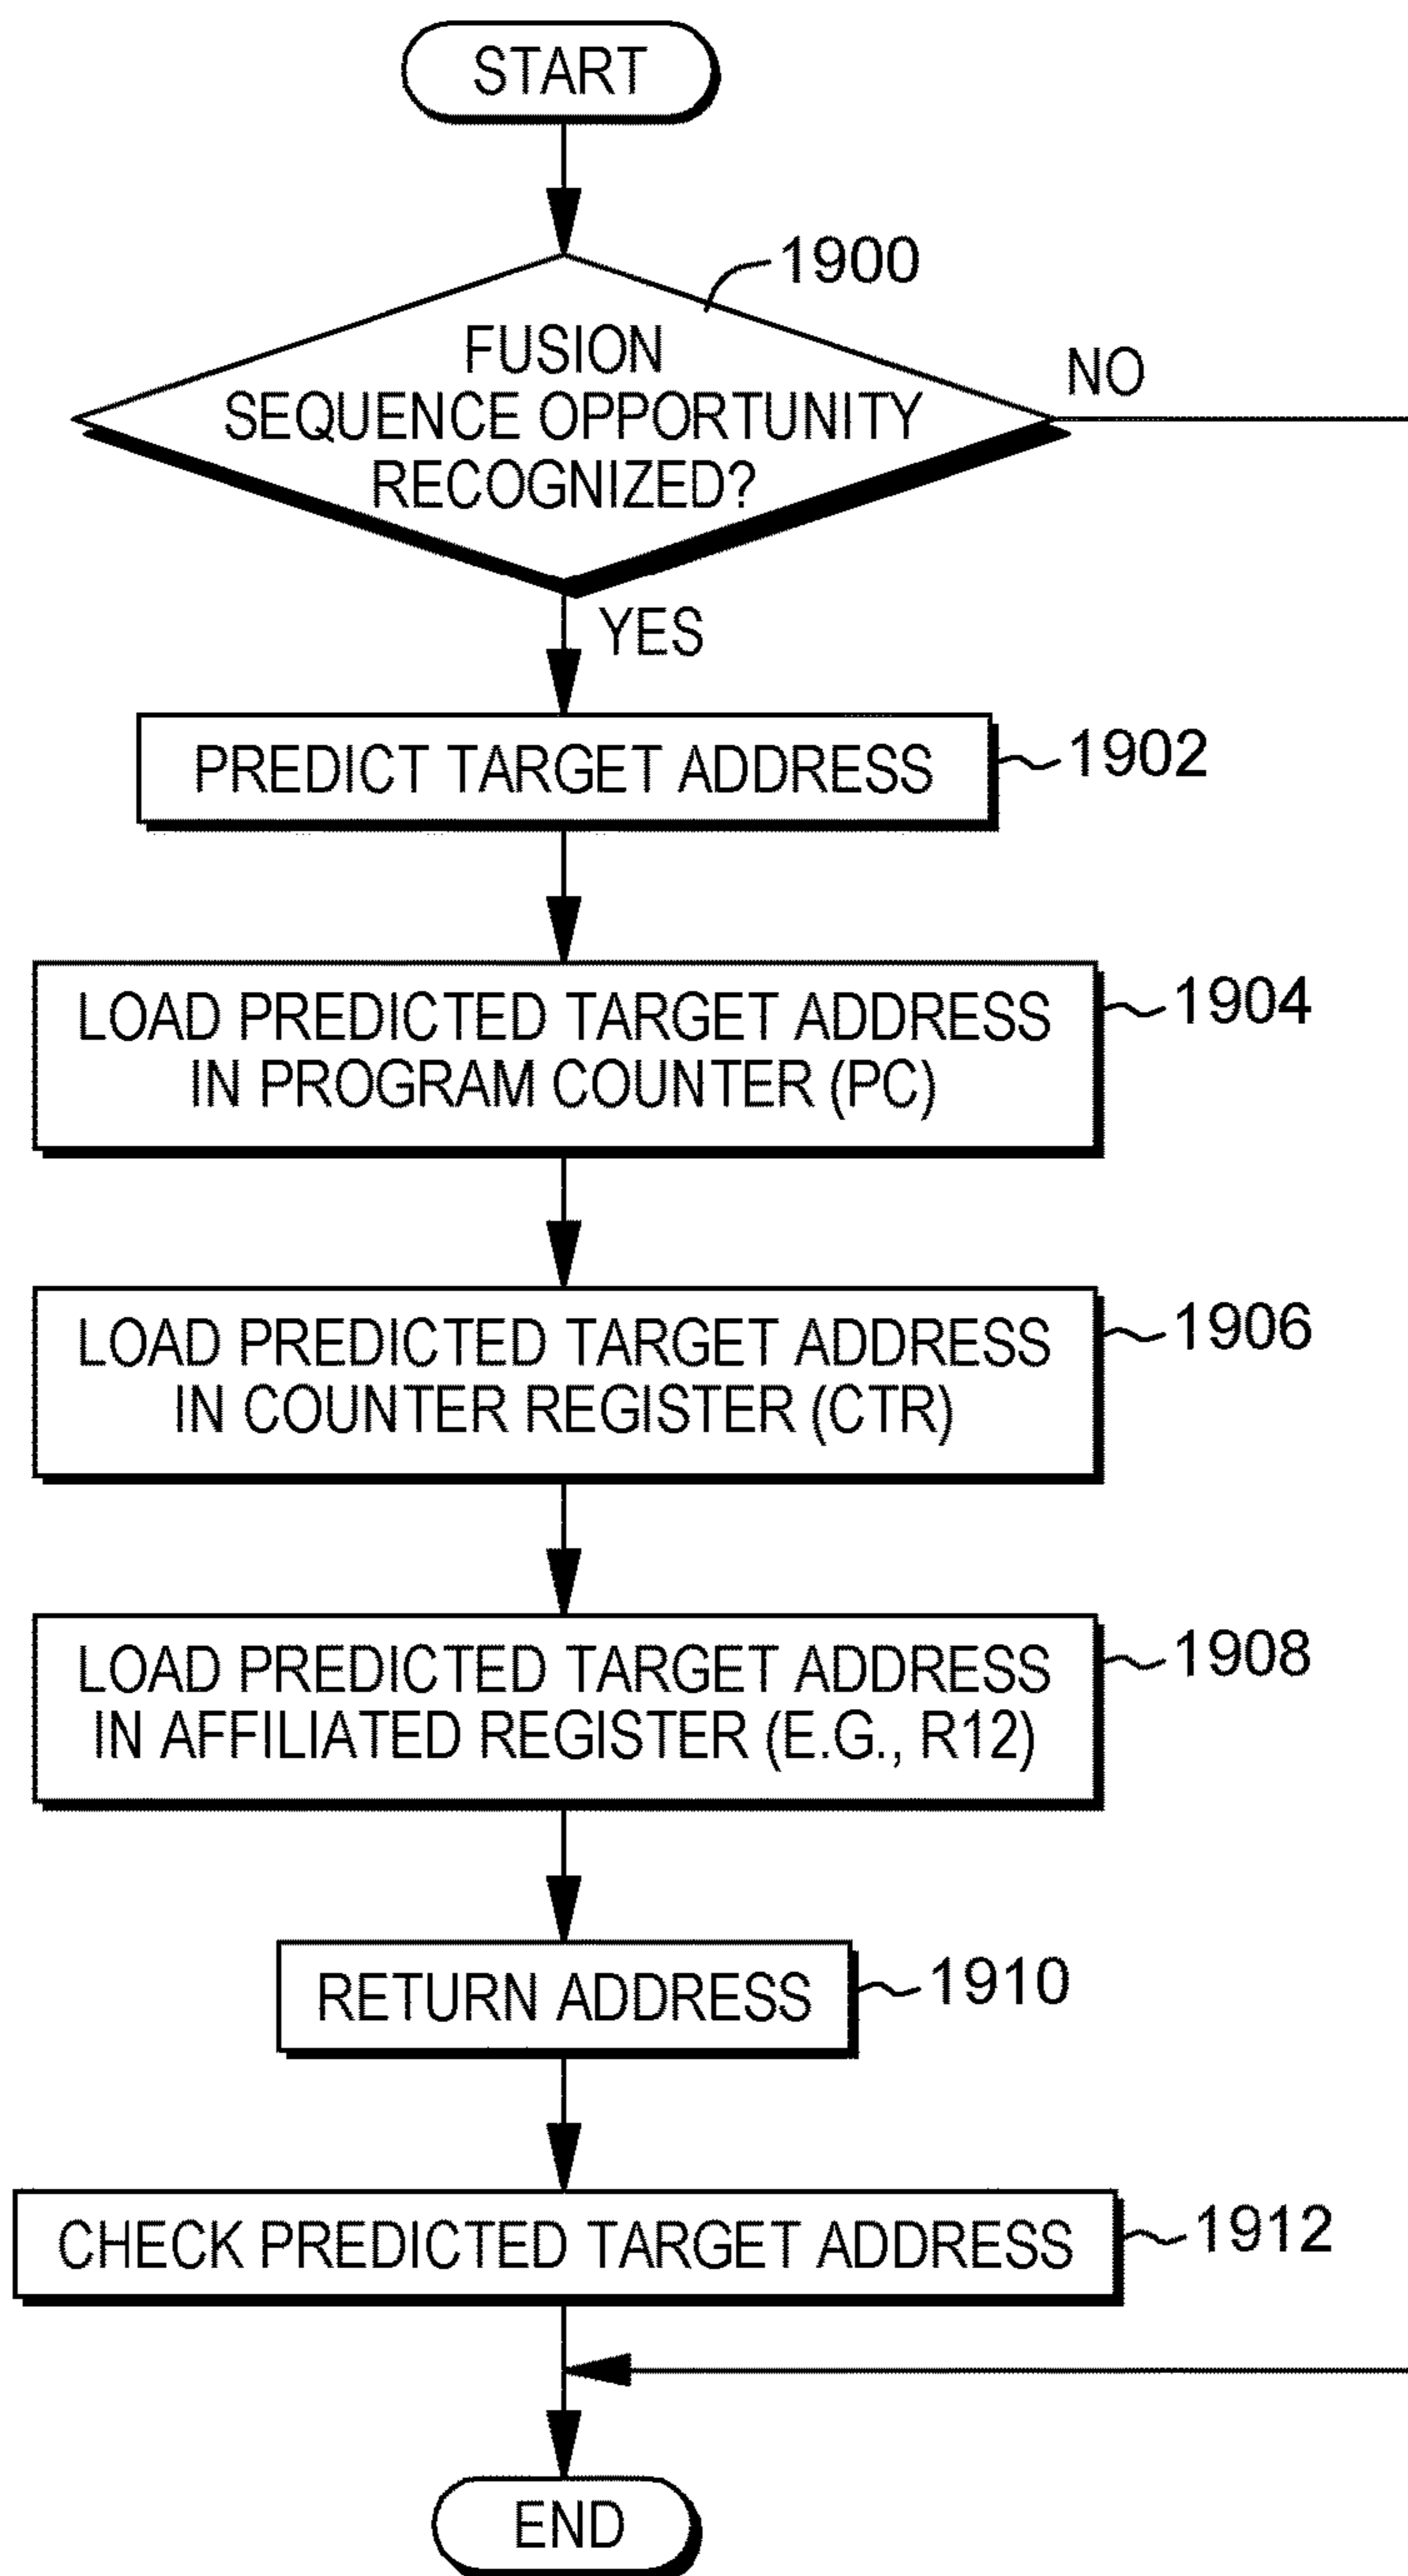 START
1900
FUSION
SEQUENCE OPPORTUNITY
RECOGNIZED?
NO
YES
PREDICT TARGET ADDRESS
1902
LOAD PREDICTED TARGET ADDRESS
IN PROGRAM COUNTER (PC)
1904
LOAD PREDICTED TARGET ADDRESS
IN COUNTER REGISTER (CTR)
1906
LOAD PREDICTED TARGET ADDRESS
IN AFFILIATED REGISTER (E.G., R12)
1908
RETURN ADDRESS
1910
CHECK PREDICTED TARGET ADDRESS
1912
END